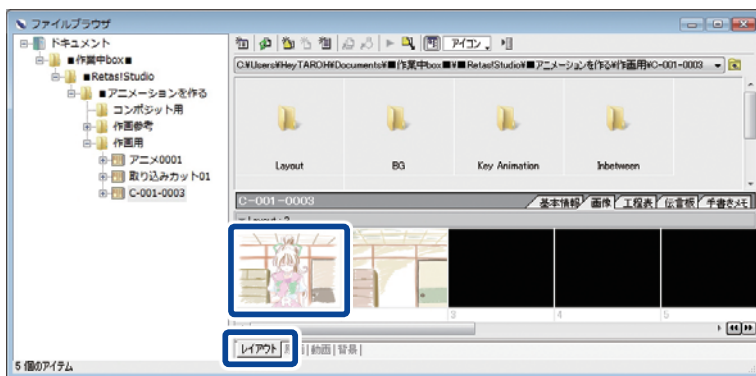 ファイルブラウザ
ドキュメント
■作業中box■
■Retas!Studio
■アニメーションを作る
コンポジット用
作画参考
作画用
アニメ0001
取り込みカット01
C-001-0003
アイコン
C:¥Users¥HeyTAROH¥Documents¥■作業中box■¥■Retas!Studio¥■アニメーションを作る¥作画用¥C-001-0003
Layout
BG
Key Animation
Inbetween
C-001-0003
基本情報
画像
工程表
伝言板
手書きメモ
3
4
5
レイアウト
動画
背景
5 個のアイテム